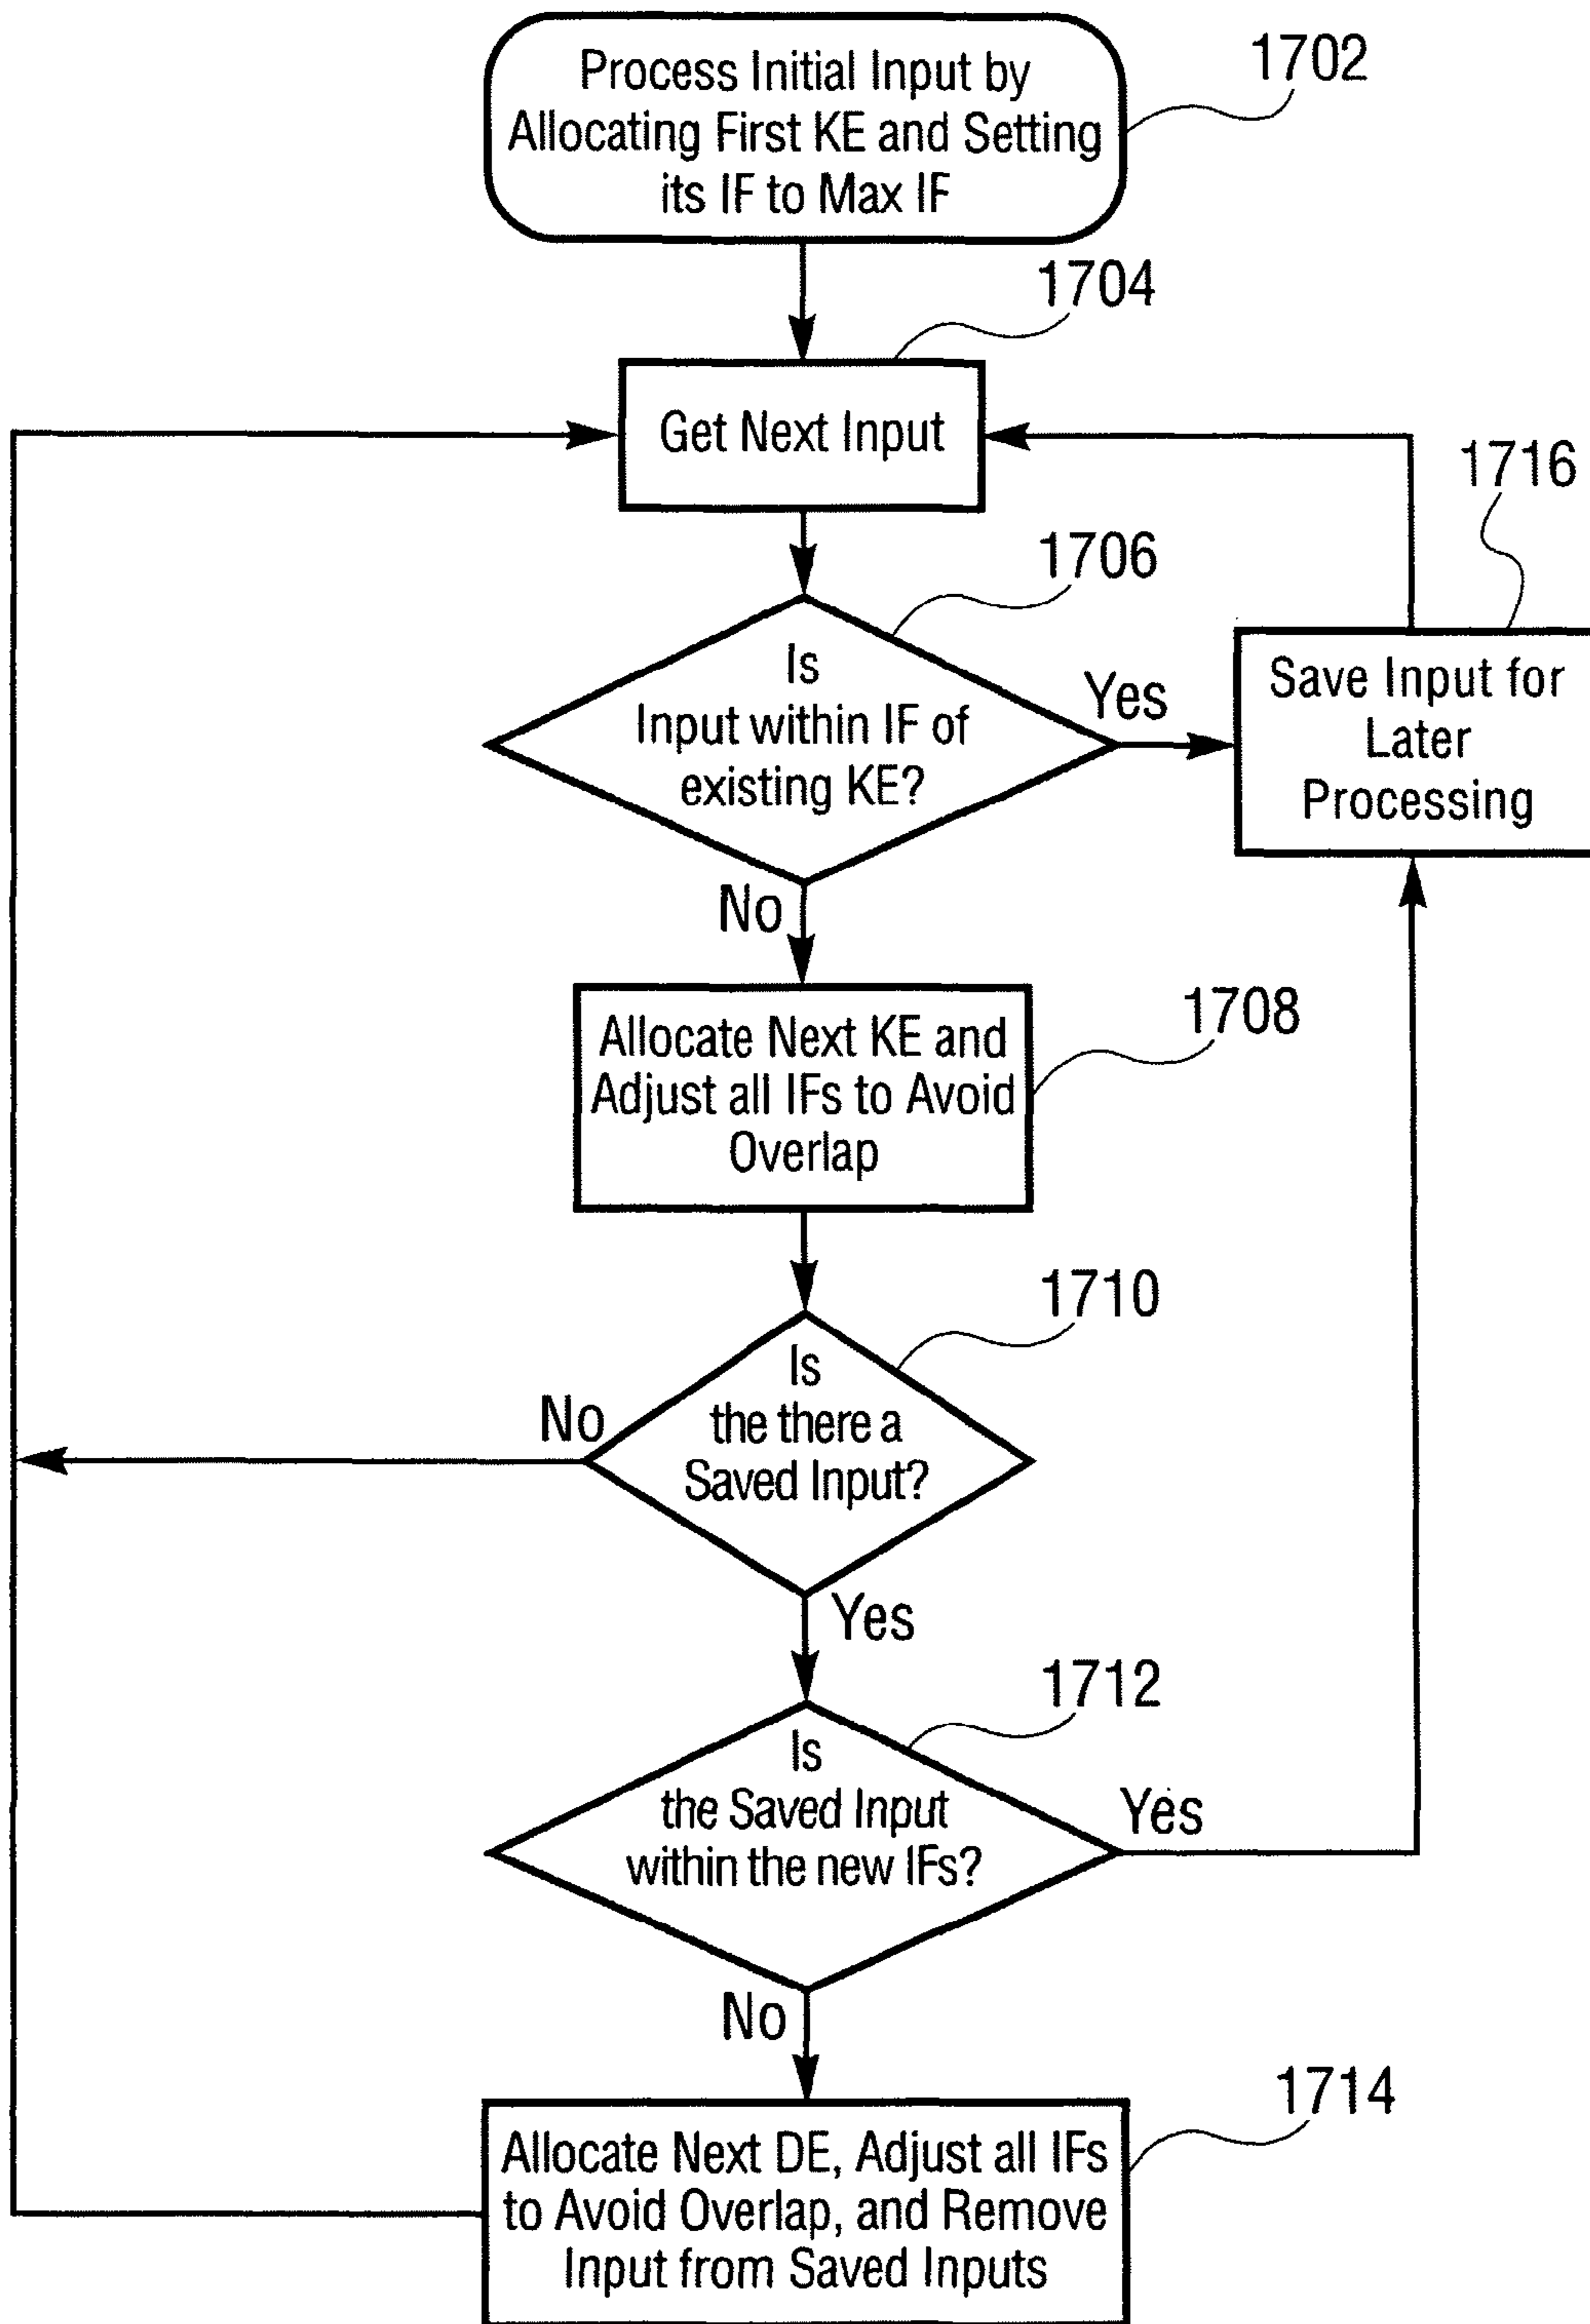 Process Initial Input by
Allocating First KE and Setting
its IF to Max IF
1702
1704
Get Next Input
1716
1706
Is
Input within IF of
existing KE?
Yes
Save Input for
Later
Processing
No
1708
Allocate Next KE and
Adjust all IFs to Avoid
Overlap
1710
Is
the there a
Saved Input?
No
Yes
1712
Is
the Saved Input
within the new IFs?
Yes
No
1714
Allocate Next DE, Adjust all IFs
to Avoid Overlap, and Remove
Input from Saved Inputs